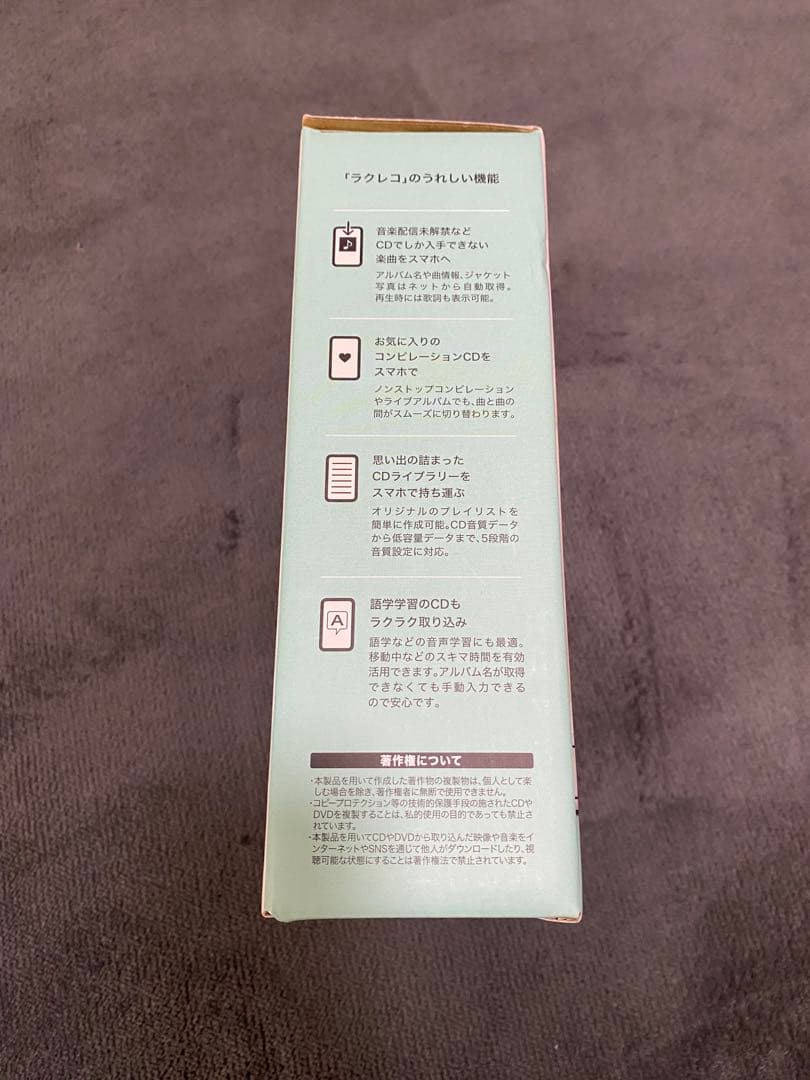 「ラクレコ」のうれしい機能
音楽配信未解禁など
CDでしか入手できない
楽曲をスマホへ
アルバム名や曲情報、ジャケット
写真はネットから自動取得。
再生時には歌詞も表示可能。
お気に入りの
コンピレーションCDを
スマホで
ノンストップコンピレーション
やライブアルバムでも、曲と曲の
間がスムーズに切り替わります。
思い出の詰まった
CDライブラリーを
スマホで持ち運ぶ
オリジナルのプレイリストを
簡単に作成可能。CD音質データ
から低容量データまで、5段階の
音質設定に対応。
A
語学学習のCDも
ラクラク取り込み
語学などの音声学習にも最適。
移動中などのスキマ時間を有効
活用できます。アルバム名が取得
できなくても手動入力できる
ので安心です。
著作権について
・本製品を用いて作成した著作物の複製物は、個人として楽
しむ場合を除き、著作権者に無断で使用できません。
・コピープロテクション等の技術的保護手段の施されたCDや
DVDを複製することは、私的使用の目的であっても禁止さ
れています。
・本製品を用いてCDやDVDから取り込んだ映像や音楽をイ
ンターネットやSNSを通じて他人がダウンロードしたり、視
聴可能な状態にすることは著作権法で禁止されています。